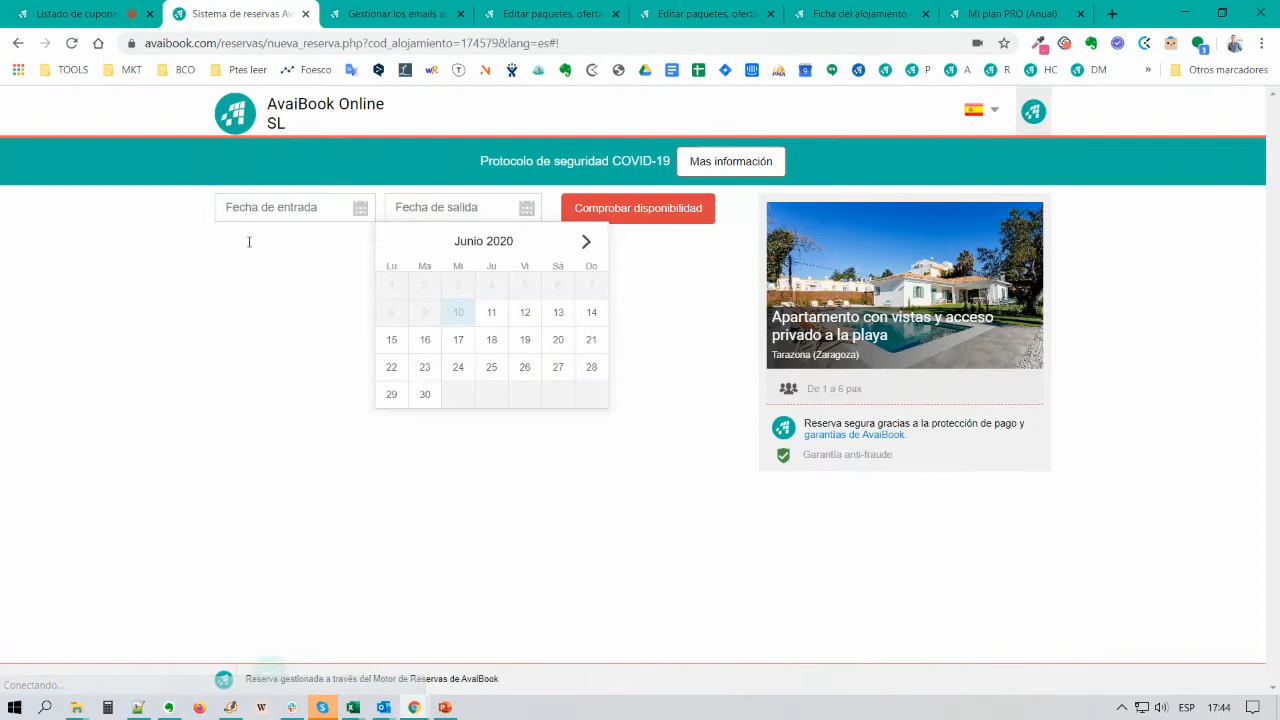 Listado de cupone
Sistema de reservas Av
Gestionar los emails a
Editar paquetes, oferta
Editar paquetes, oferta
Ficha del alojamiento
Mi plan PRO (Anual)
avaibook.com/reservas/nueva_reserva.php?cod_alojamiento=174579&lang=es#!
TOOLS
MKT
BCO
Ptes leer
Foesco
P
A
R
HC
DM
»
Otros marcadores
AvaiBook Online
SL
Protocolo de seguridad COVID-19
Mas información
Fecha de entrada
Fecha de salida
Comprobar disponibilidad
Junio 2020
Lu Ma Mi Ju Vi Sá Do
1 2 3 4 5 6 7
8 9 10 11 12 13 14
15 16 17 18 19 20 21
22 23 24 25 26 27 28
29 30
Apartamento con vistas y acceso
privado a la playa
Tarazona (Zaragoza)
De 1 a 6 pax
Reserva segura gracias a la protección de pago y
garantías de AvaiBook.
Garantía anti-fraude
Reserva gestionada a través del Motor de Reservas de AvaiBook
Conectando...
ESP
17:44